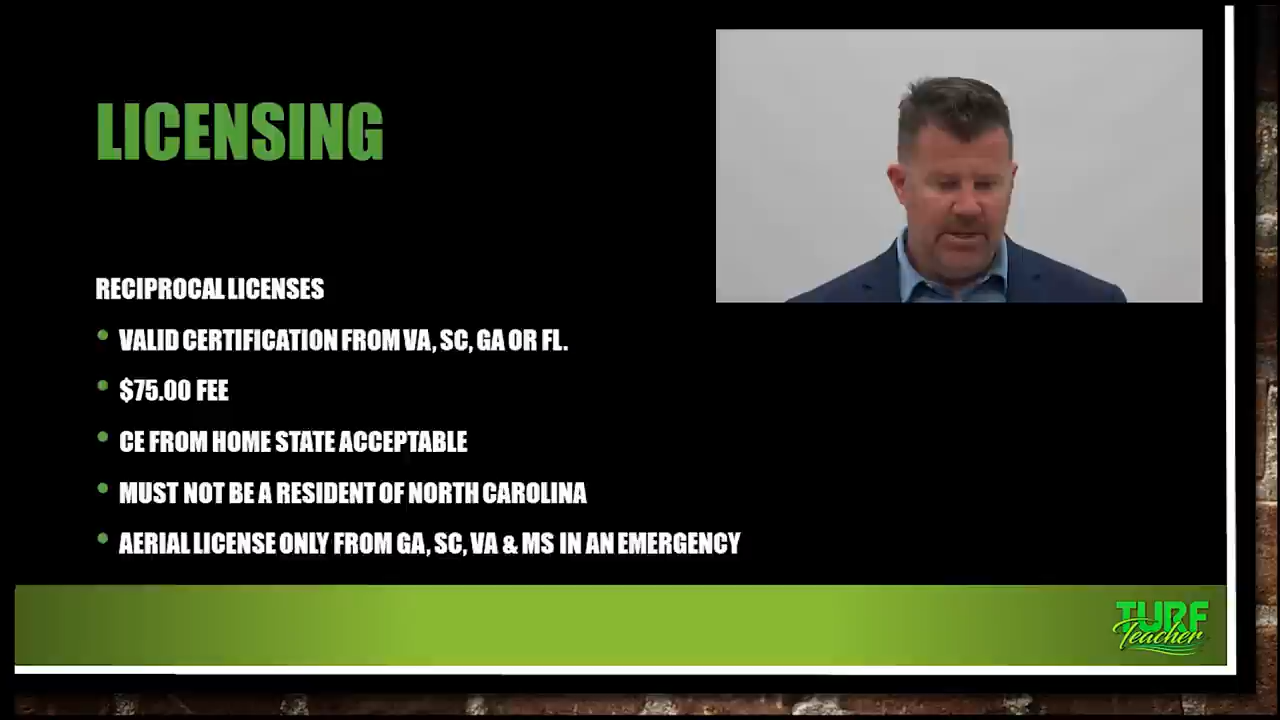 LICENSING
RECIPROCAL LICENSES
• VALID CERTIFICATION FROM VA, SC, GA OR FL.
• $75.00 FEE
• CE FROM HOME STATE ACCEPTABLE
• MUST NOT BE A RESIDENT OF NORTH CAROLINA
• AERIAL LICENSE ONLY FROM GA, SC, VA & MS IN AN EMERGENCY
TURF
Teacher